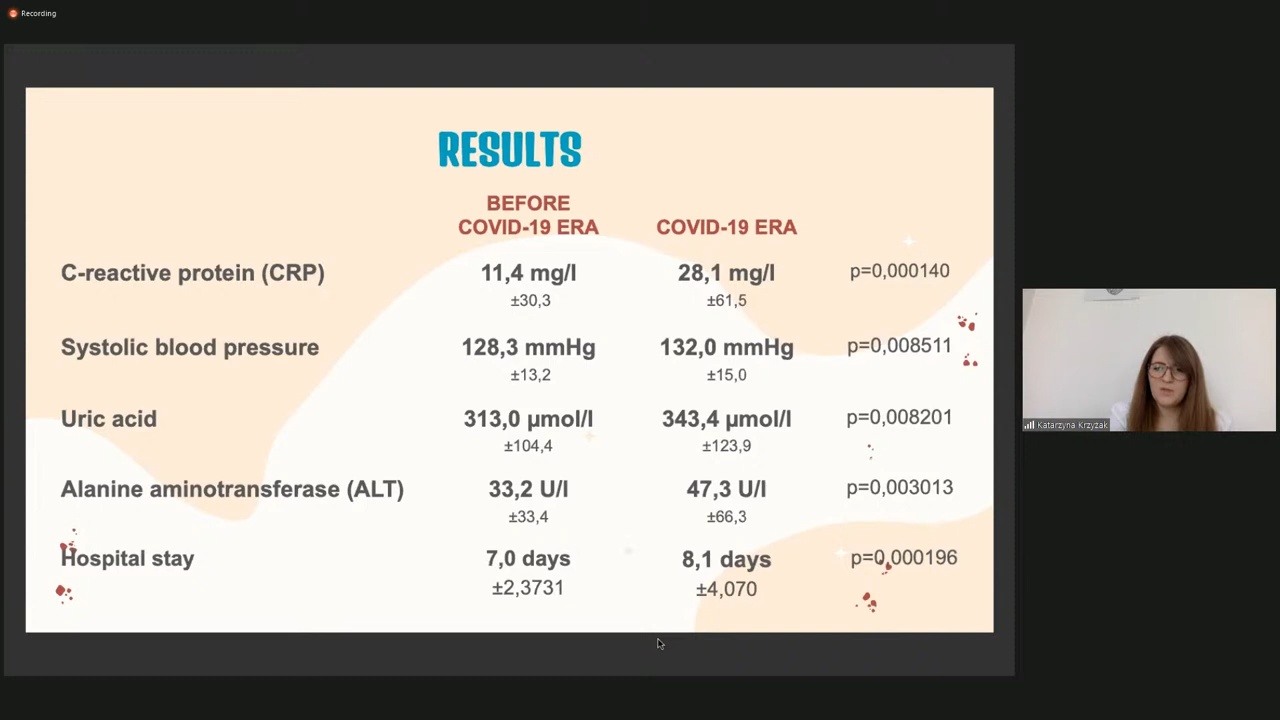 Recording
RESULTS
BEFORE
COVID-19 ERA
COVID-19 ERA
C-reactive protein (CRP)
11,4 mg/l
28,1 mg/l
p=0,000140
±30,3
±61,5
Systolic blood pressure
128,3 mmHg
132,0 mmHg
p=0,008511
±13,2
±15,0
Uric acid
313,0 µmol/l
343,4 µmol/l
p=0,008201
±104,4
±123,9
Alanine aminotransferase (ALT)
33,2 U/l
47,3 U/l
p=0,003013
±33,4
±66,3
Hospital stay
7,0 days
8,1 days
p=0,000196
±2,3731
±4,070
Katarzyna Krzyżak